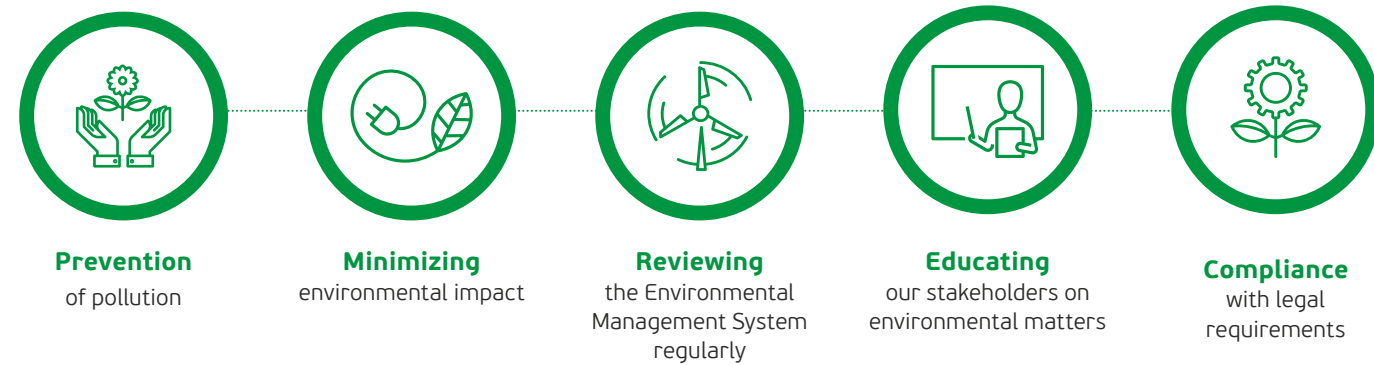 Prevention
of pollution
Minimizing
environmental impact
Reviewing
the Environmental
Management System
regularly
Educating
our stakeholders on
environmental matters
Compliance
with legal
requirements